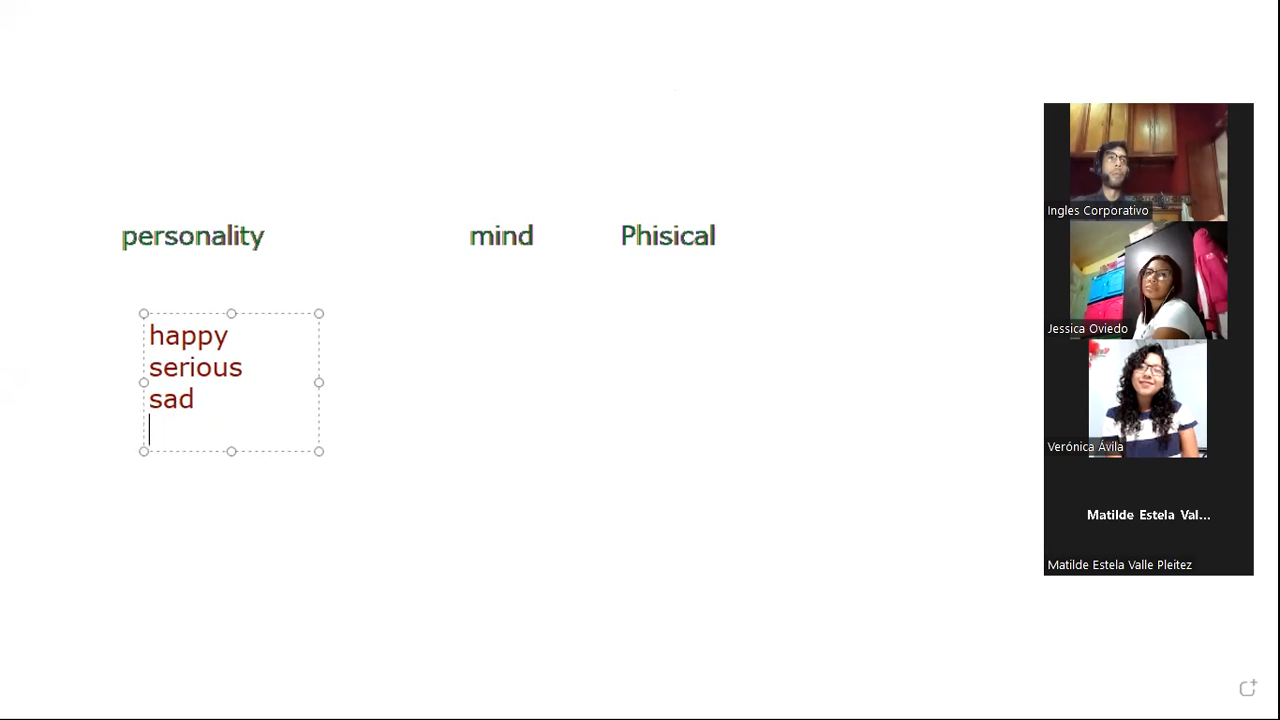 personality mind Phisical
happy
serious
sad
Ingles Corporativo
Jessica Oviedo
Verónica Ávila
Matilde Estela Val...
Matilde Estela Valle Pleitez